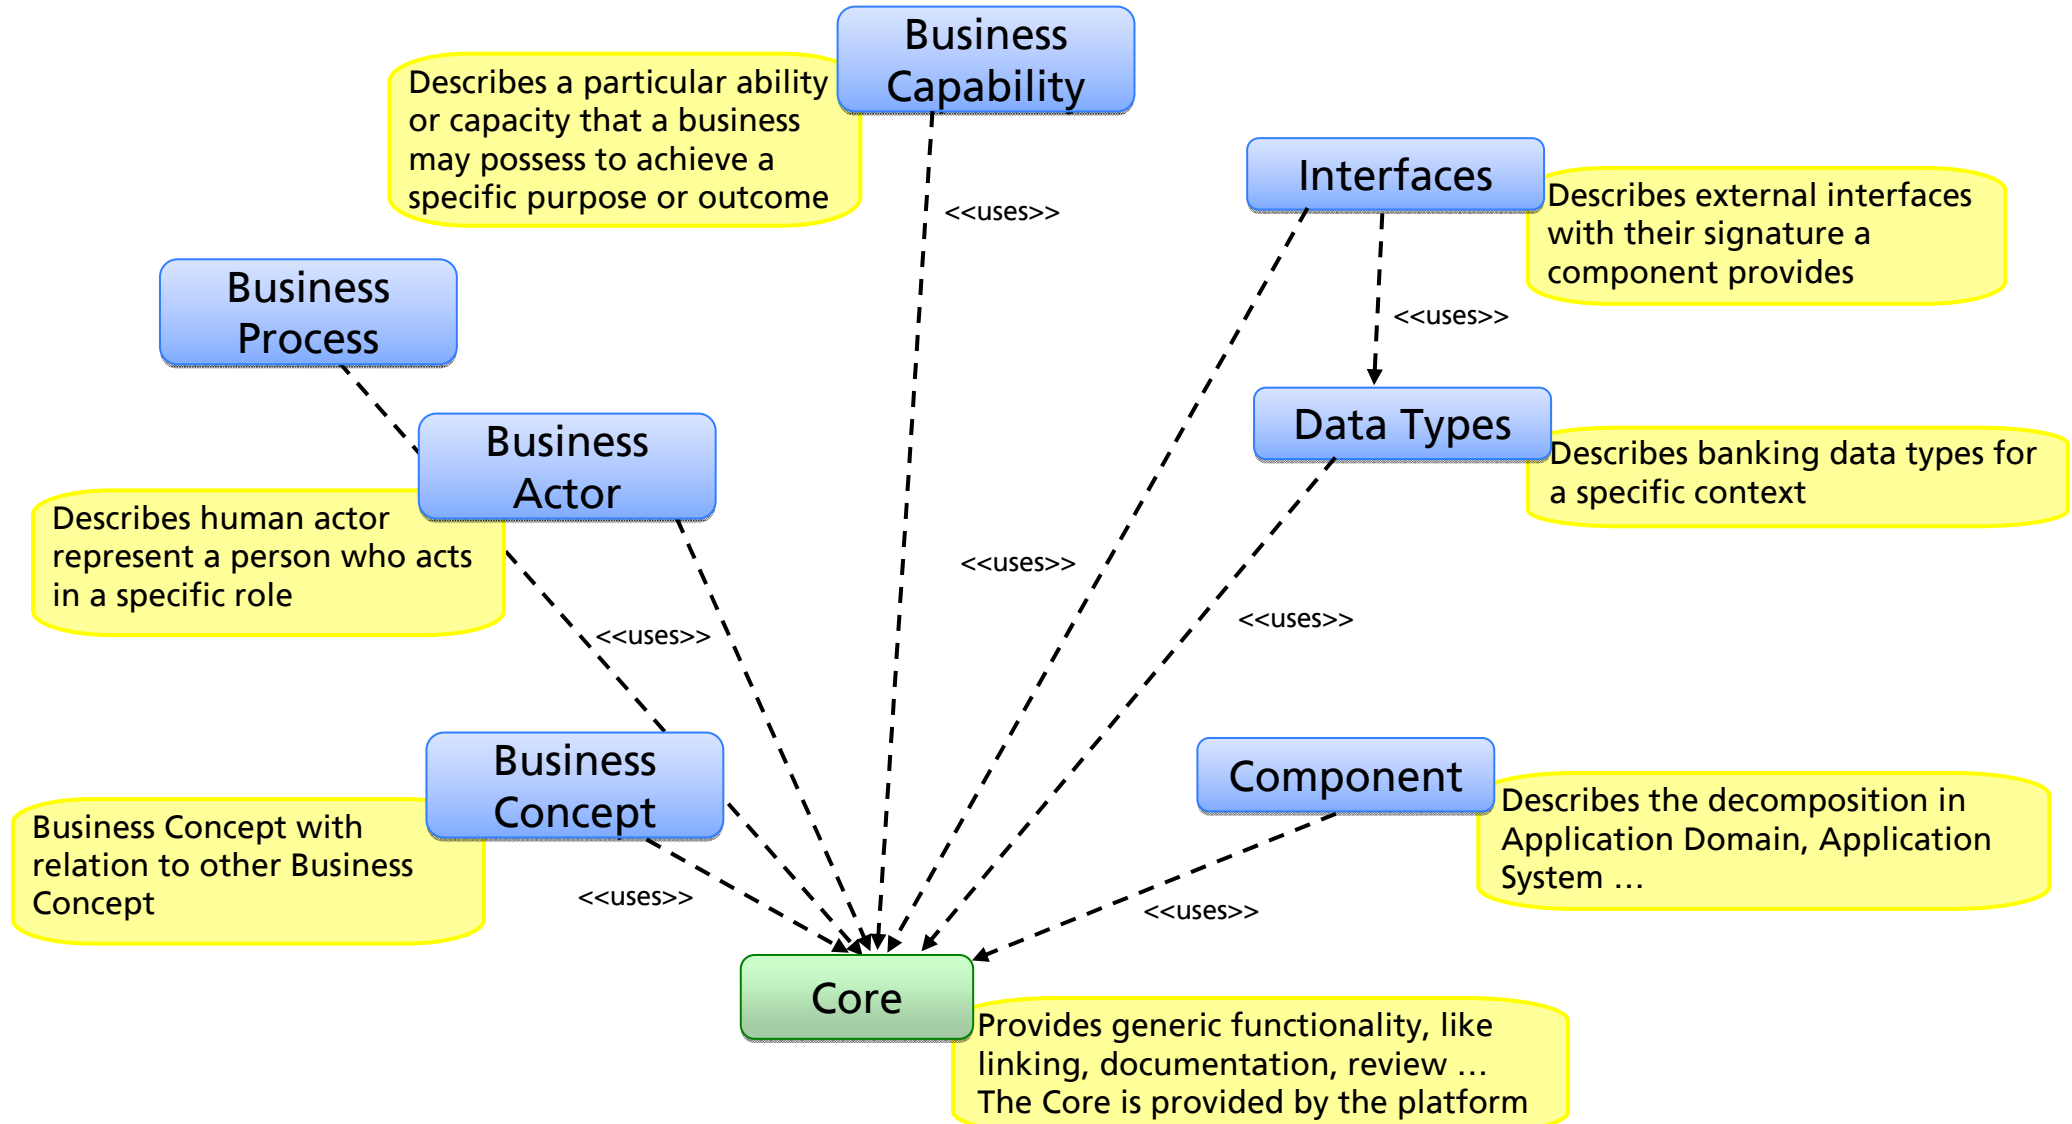 Business
Capability
Describes a particular ability
or capacity that a business
may possess to achieve a
specific purpose or outcome
<<uses>>
Interfaces
Describes external interfaces
with their signature a
component provides
<<uses>>
Business
Process
Business
Actor
Describes human actor
represent a person who acts
in a specific role
<<uses>>
Data Types
Describes banking data types for
a specific context
<<uses>>
<<uses>>
Business
Concept
Business Concept with
relation to other Business
Concept
<<uses>>
Component
Describes the decomposition in
Application Domain, Application
System …
<<uses>>
Core
Provides generic functionality, like
linking, documentation, review …
The Core is provided by the platform